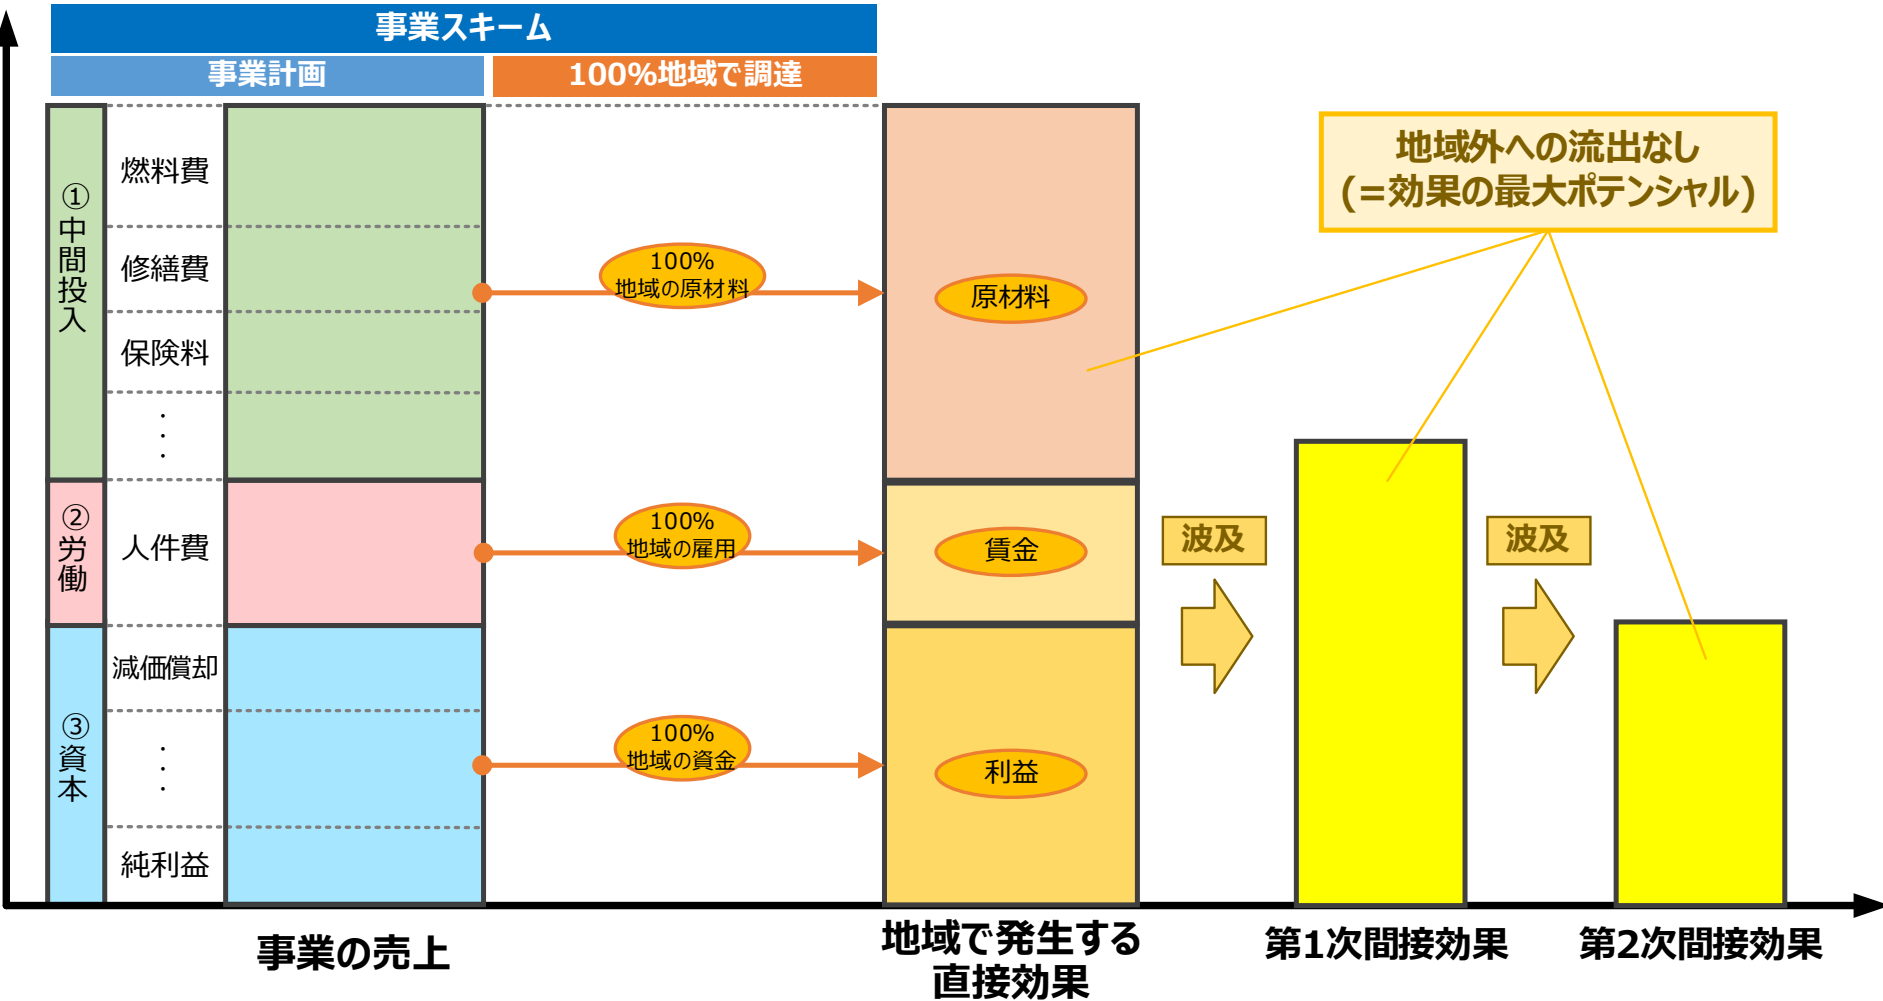 事業スキーム
事業計画
100%地域で調達
①中間投入
燃料費
修繕費
保険料
：
②労働
人件費
③資本
減価償却
：
純利益
100%
地域の原材料
100%
地域の雇用
100%
地域の資金
原材料
賃金
利益
地域外への流出なし
(=効果の最大ポテンシャル)
波及
波及
事業の売上
地域で発生する
直接効果
第1次間接効果
第2次間接効果